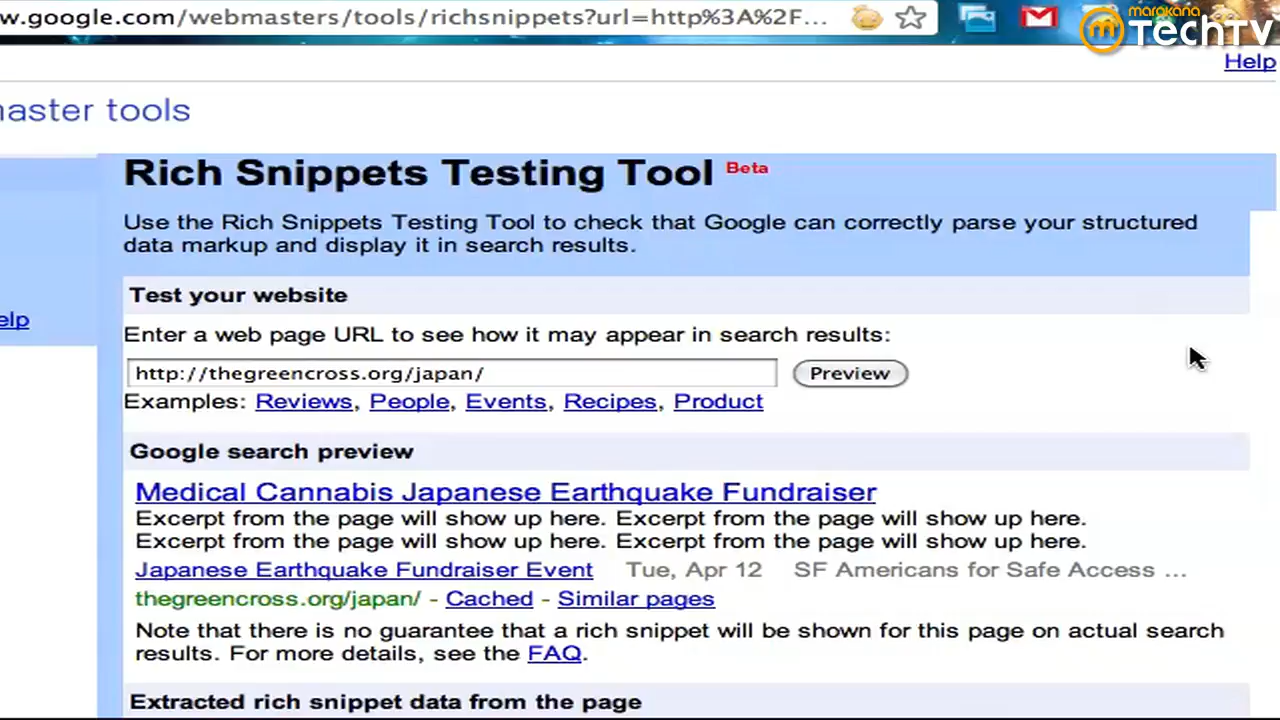 w.google.com/webmasters/tools/richsnippets?url=http%3A%2F...
marakana
TechTV
Help
aster tools
Rich Snippets Testing Tool Beta
Use the Rich Snippets Testing Tool to check that Google can correctly parse your structured
data markup and display it in search results.
Test your website
elp
Enter a web page URL to see how it may appear in search results:
http://thegreencross.org/japan/ Preview
Examples: Reviews, People, Events, Recipes, Product
Google search preview
Medical Cannabis Japanese Earthquake Fundraiser
Excerpt from the page will show up here. Excerpt from the page will show up here.
Excerpt from the page will show up here. Excerpt from the page will show up here.
Japanese Earthquake Fundraiser Event Tue, Apr 12 SF Americans for Safe Access ...
thegreencross.org/japan/ - Cached - Similar pages
Note that there is no guarantee that a rich snippet will be shown for this page on actual search
results. For more details, see the FAQ.
Extracted rich snippet data from the page